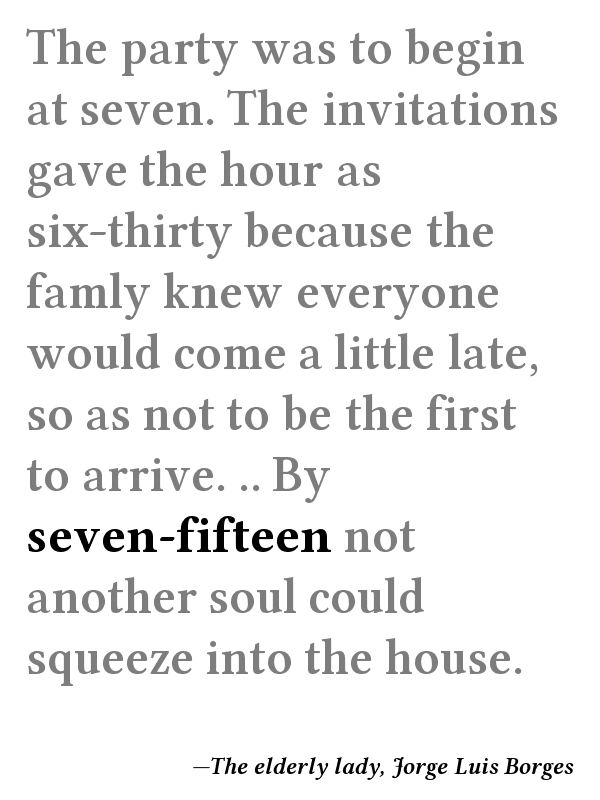 The party was to begin
at seven. The invitations
gave the hour as
six-thirty because the
famly knew everyone
would come a little late,
so as not to be the first
to arrive. .. By
seven-fifteen not
another soul could
squeeze into the house.
—The elderly lady, Jorge Luis Borges